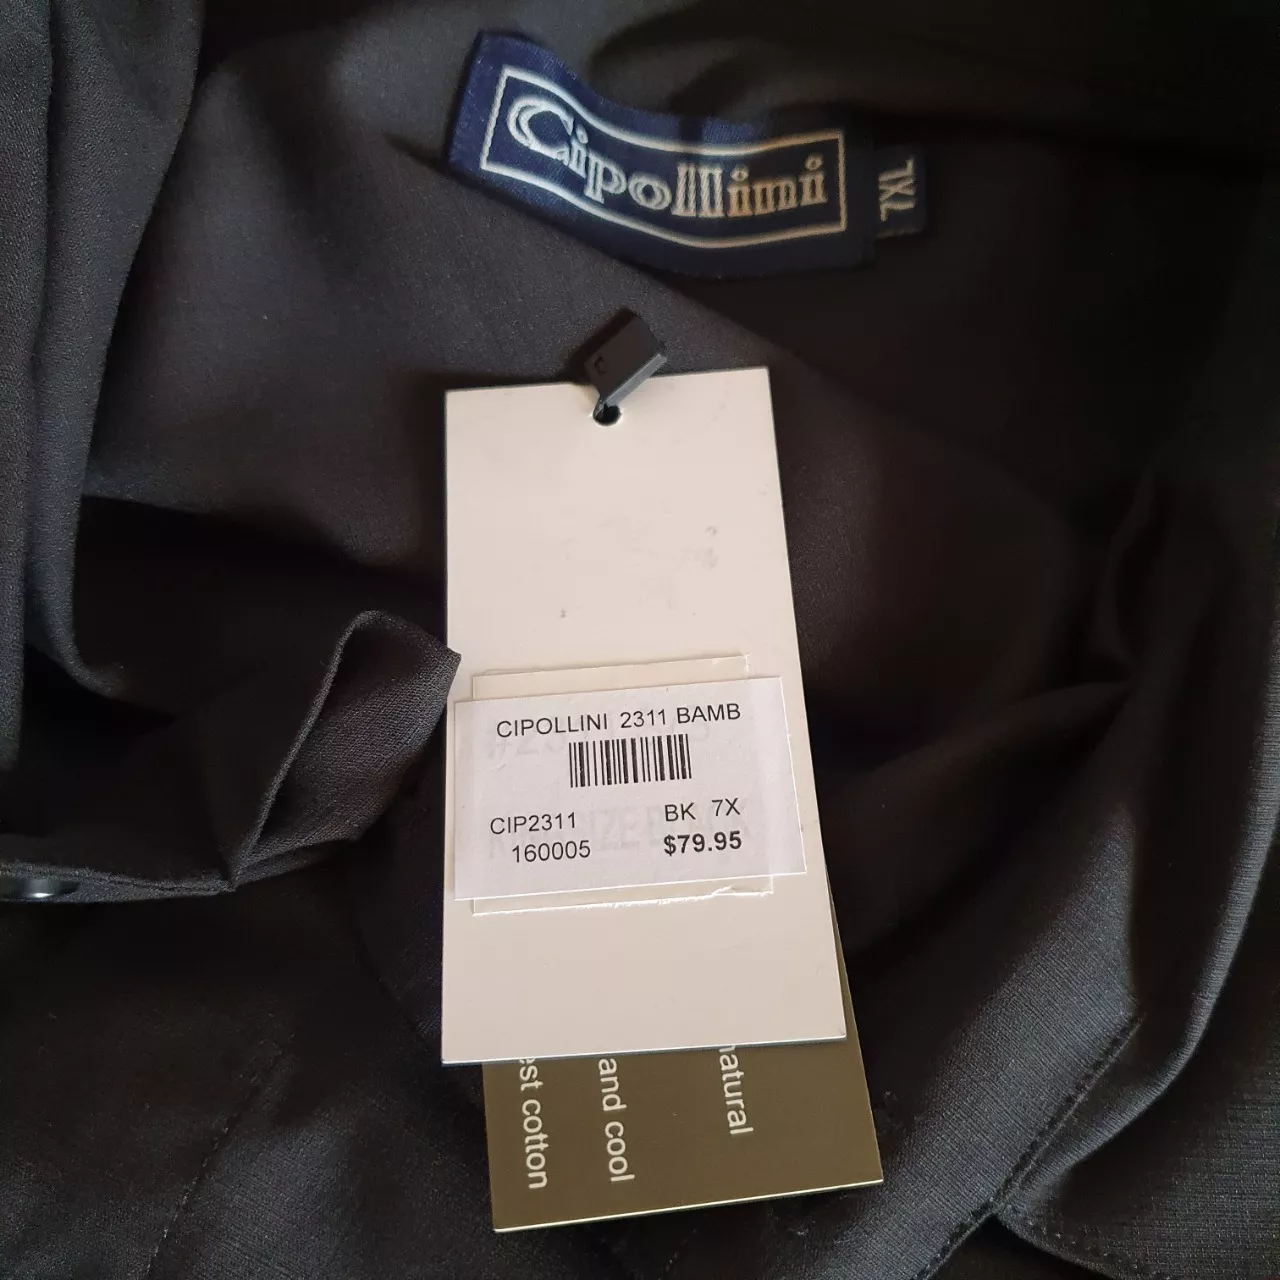 Cipollini
7XL
CIPOLLINI 2311 BAMB
CIP2311 BK 7X
160005 $79.95
natural
and cool
est cotton